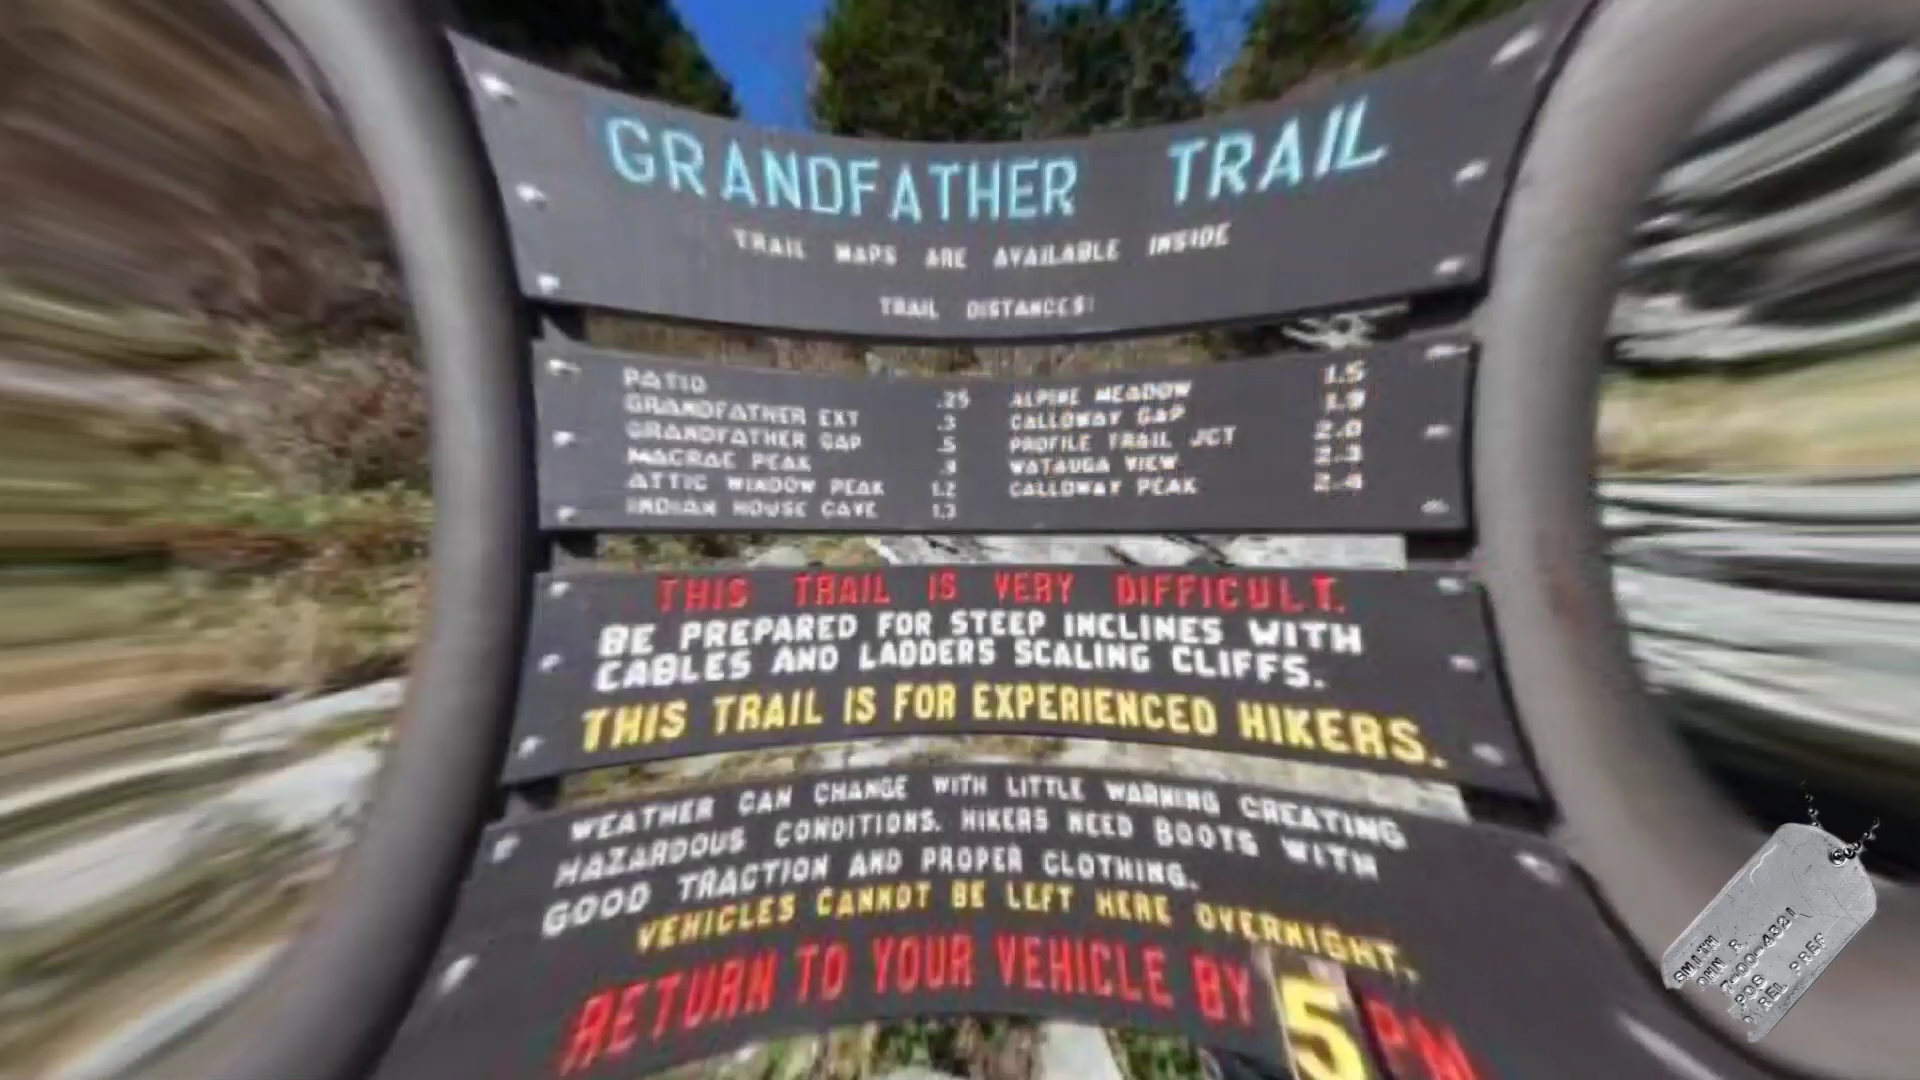 GRANDFATHER TRAIL
TRAIL MAPS ARE AVAILABLE INSIDE
TRAIL DISTANCES:
PATIO .25
GRANDFATHER EXT .3
GRANDFATHER GAP .5
MACRAE PEAK .9
ATTIC WINDOW PEAK 1.2
INDIAN HOUSE CAVE 1.3
ALPINE MEADOW 1.5
CALLOWAY GAP 1.9
PROFILE TRAIL JCT 2.0
WATAUGA VIEW 2.3
CALLOWAY PEAK 2.4
THIS TRAIL IS VERY DIFFICULT.
BE PREPARED FOR STEEP INCLINES WITH
CABLES AND LADDERS SCALING CLIFFS.
THIS TRAIL IS FOR EXPERIENCED HIKERS.
WEATHER CAN CHANGE WITH LITTLE WARNING CREATING
HAZARDOUS CONDITIONS. HIKERS NEED BOOTS WITH
GOOD TRACTION AND PROPER CLOTHING.
VEHICLES CANNOT BE LEFT HERE OVERNIGHT.
RETURN TO YOUR VEHICLE BY 5 PM
SMITH
R
POS
REL PREF